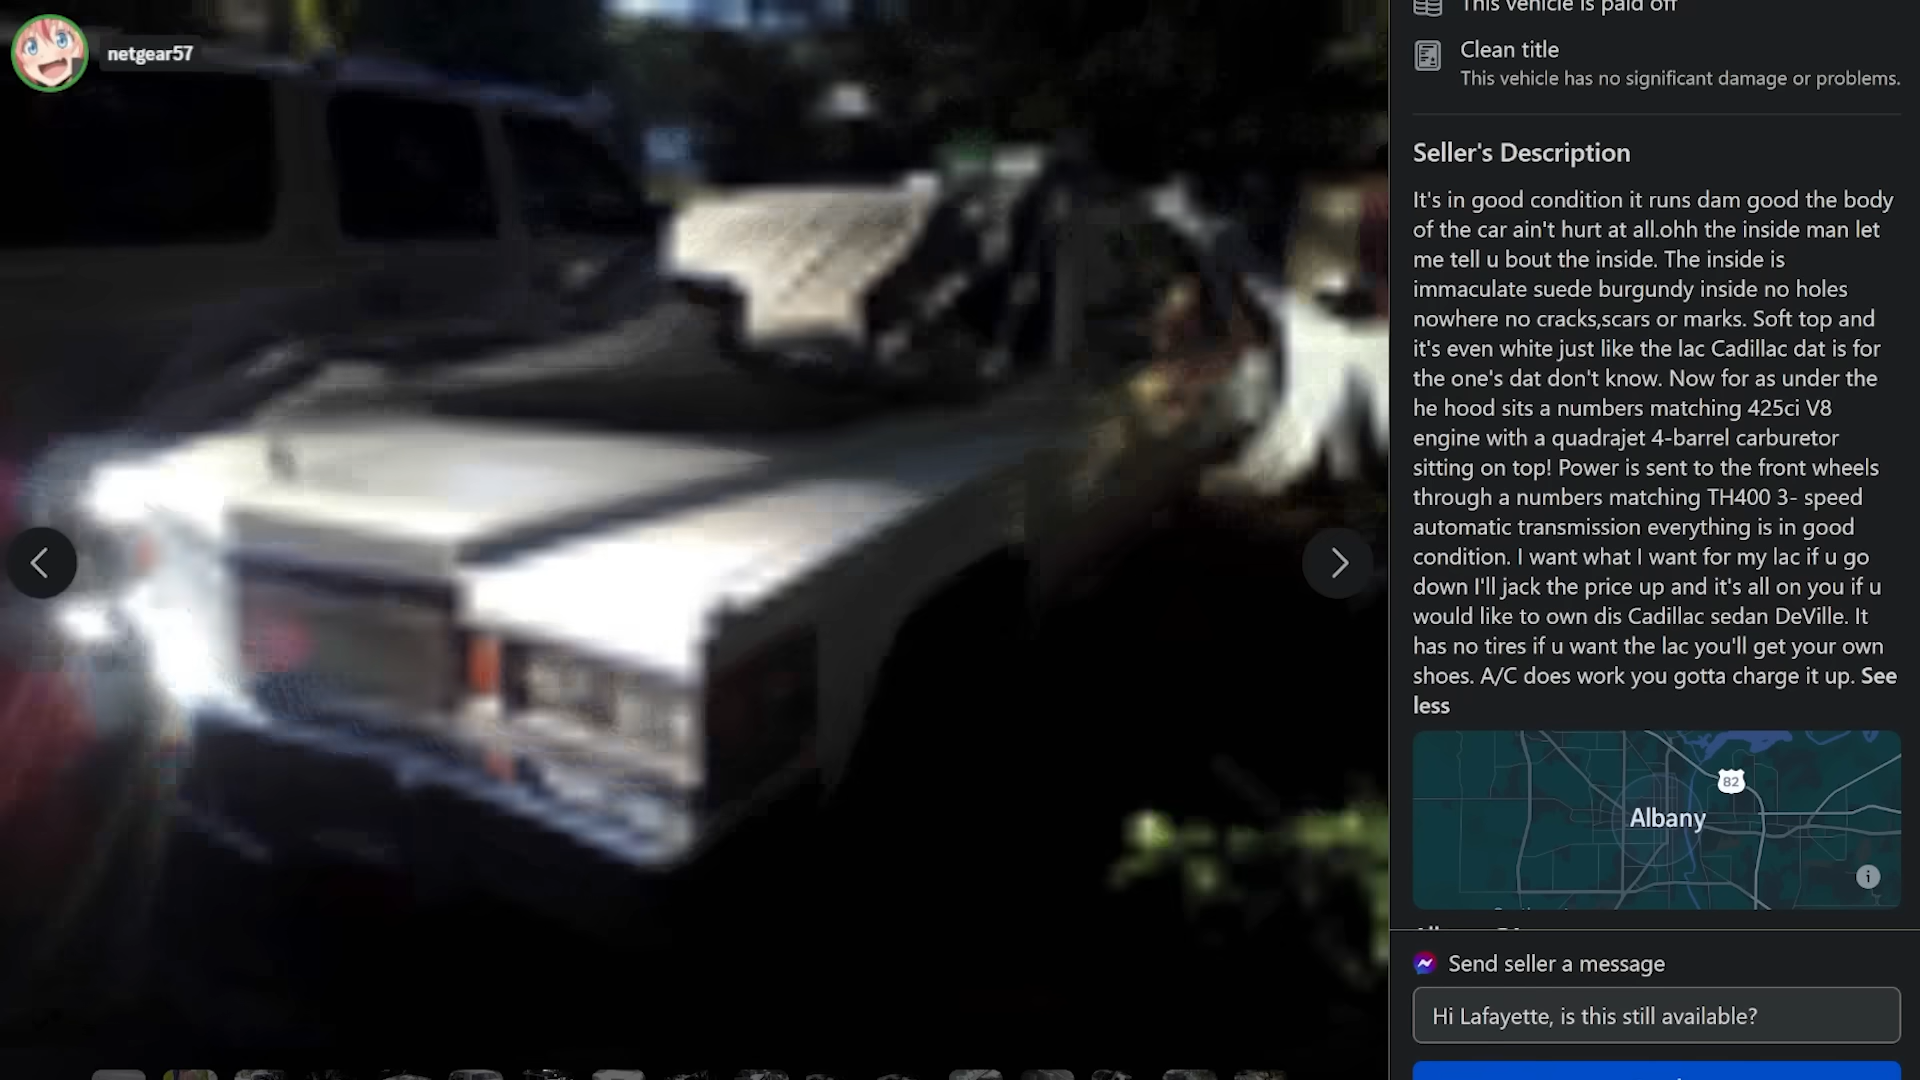 netgear57
This vehicle is paid off
Clean title
This vehicle has no significant damage or problems.
Seller's Description
It's in good condition it runs dam good the body
of the car ain't hurt at all.ohh the inside man let
me tell u bout the inside. The inside is
immaculate suede burgundy inside no holes
nowhere no cracks,scars or marks. Soft top and
it's even white just like the lac Cadillac dat is for
the one's dat don't know. Now for as under the
he hood sits a numbers matching 425ci V8
engine with a quadrajet 4-barrel carburetor
sitting on top! Power is sent to the front wheels
through a numbers matching TH400 3- speed
automatic transmission everything is in good
condition. I want what I want for my lac if u go
down I'll jack the price up and it's all on you if u
would like to own dis Cadillac sedan DeVille. It
has no tires if u want the lac you'll get your own
shoes. A/C does work you gotta charge it up. See
less
82
Albany
Send seller a message
Hi Lafayette, is this still available?